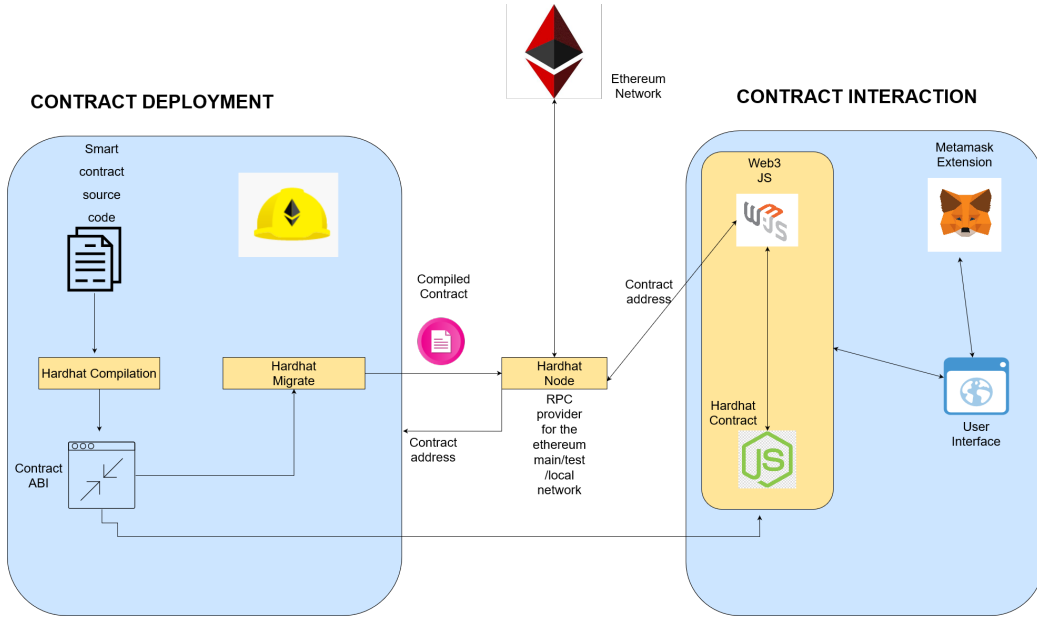 Ethereum
Network
CONTRACT DEPLOYMENT
CONTRACT INTERACTION
Smart
contract
source
code
Hardhat Compilation
Contract
ABI
Hardhat
Migrate
Compiled
Contract
Hardhat
Node
RPC
provider
for the
ethereum
main/test
/local
network
Contract
address
Contract
address
Web3
JS
W3JS
Hardhat
Contract
JS
Metamask
Extension
User
Interface